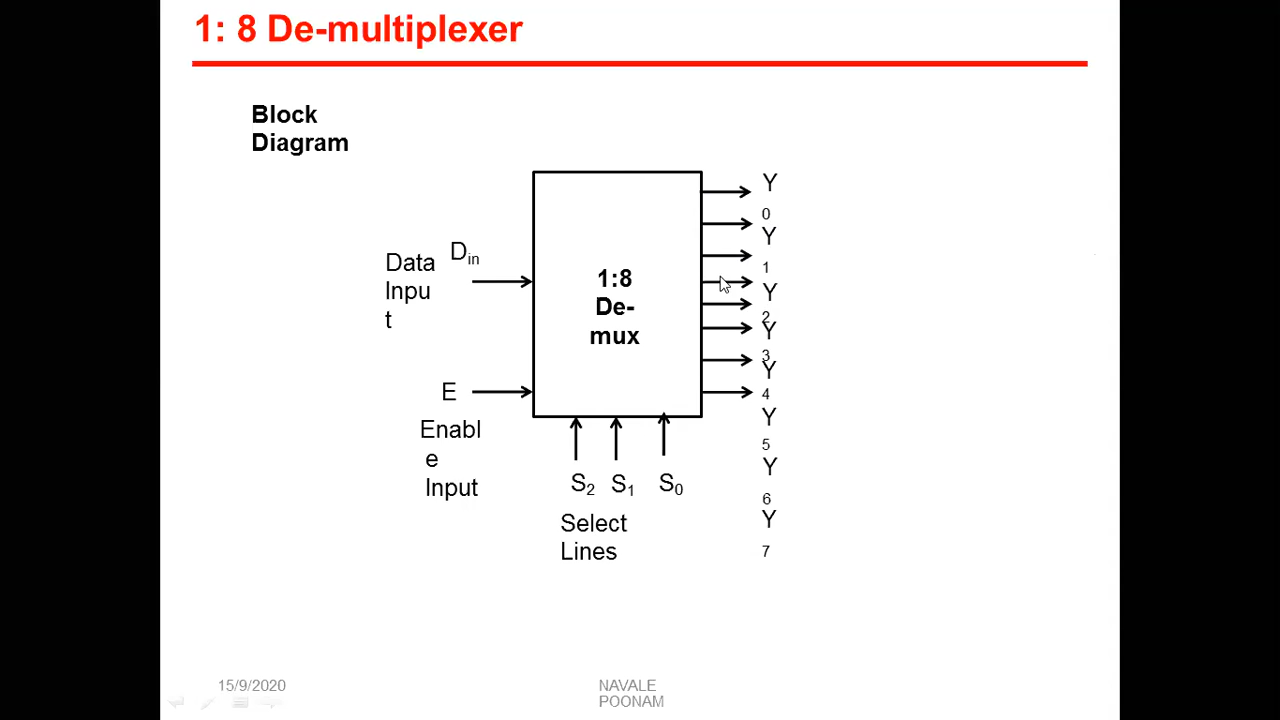 1: 8 De-multiplexer
Block
Diagram
Data
Inpu
t
Din
1:8
De-
mux
E
Enabl
e
Input
S2 S1 S0
Select
Lines
Y
0
Y
1
Y
2
Y
3
Y
4
Y
5
Y
6
Y
7
15/9/2020
NAVALE
POONAM